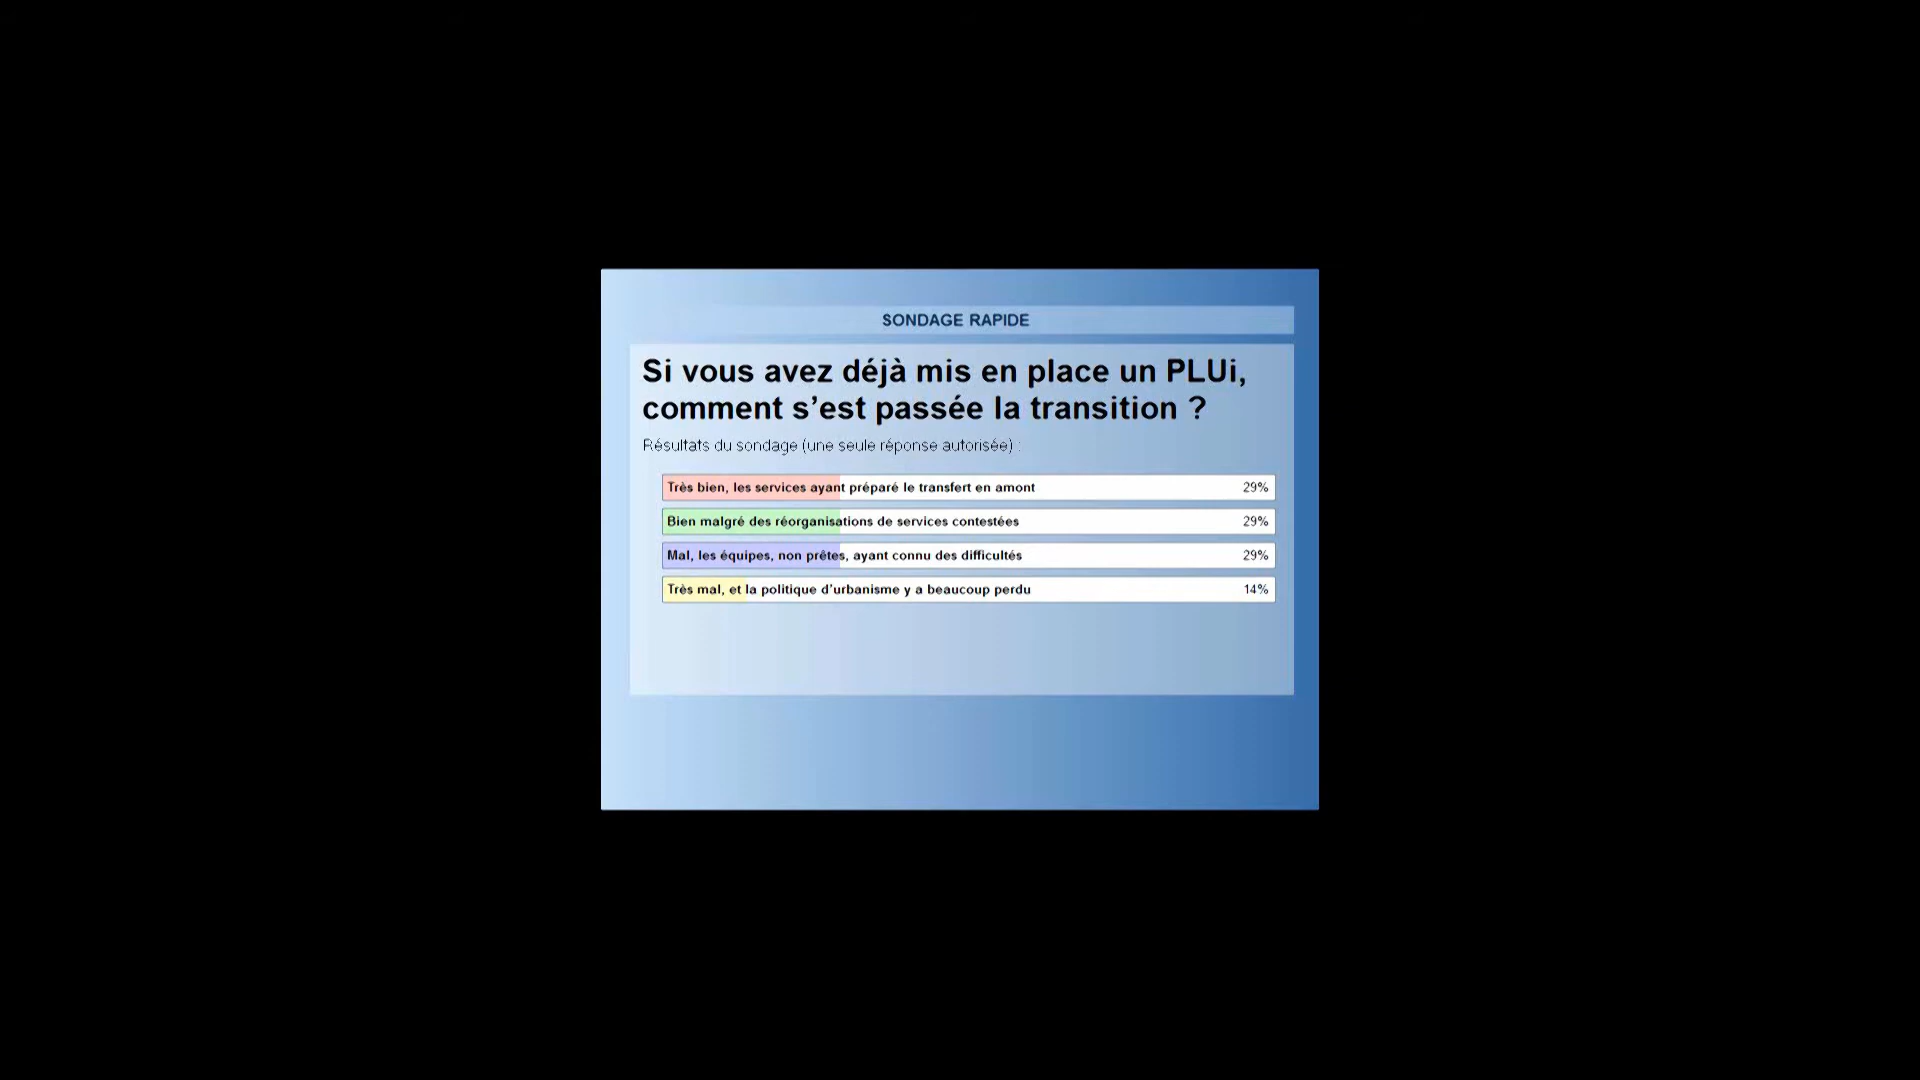 SONDAGE RAPIDE
Si vous avez déjà mis en place un PLUi,
comment s’est passée la transition ?
Résultats du sondage (une seule réponse autorisée) :
Très bien, les services ayant préparé le transfert en amont 29%
Bien malgré des réorganisations de services contestées 29%
Mal, les équipes, non prêtes, ayant connu des difficultés 29%
Très mal, et la politique d’urbanisme y a beaucoup perdu 14%